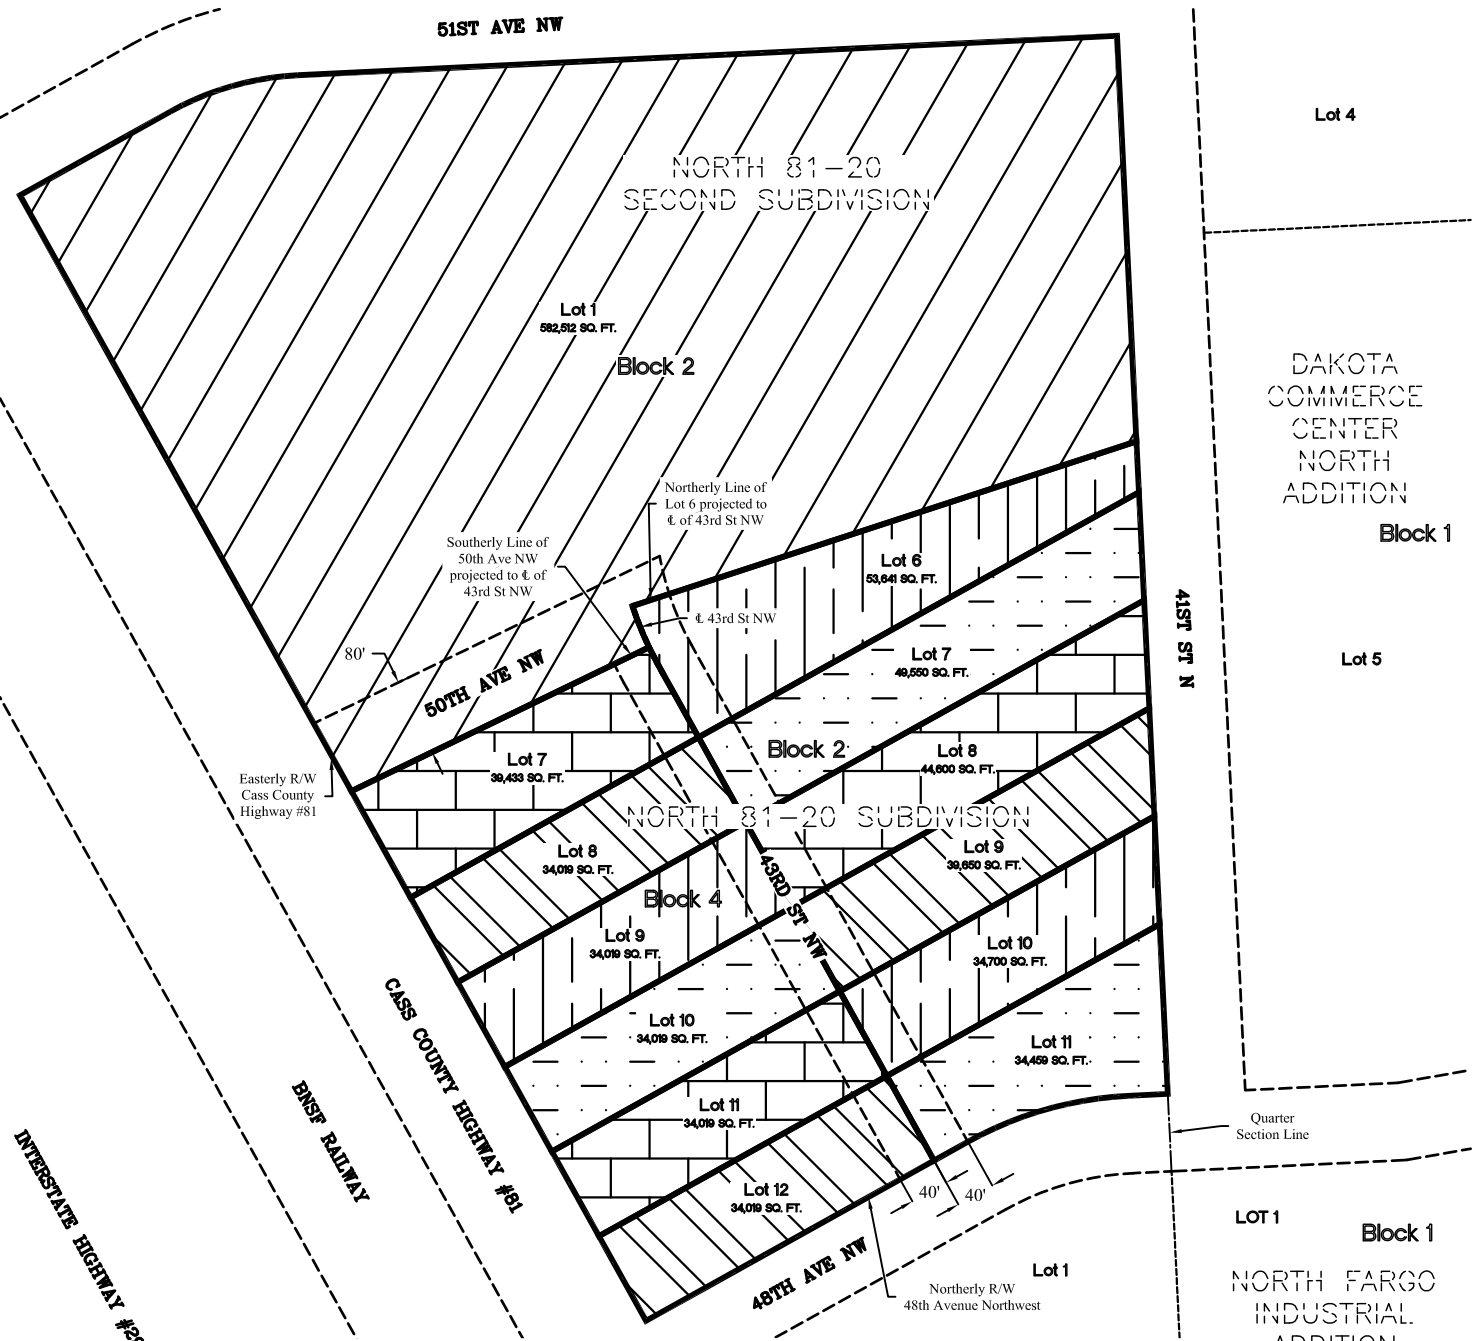 51ST AVE NW
Lot 4
NORTH 81-20
SECOND SUBDIVISION
Lot 1
582,512 SQ. FT.
Block 2
DAKOTA
COMMERCE
CENTER
NORTH
ADDITION
Block 1
Northerly Line of
Lot 6 projected to
℄ of 43rd St NW
Southerly Line of
50th Ave NW
projected to ℄ of
43rd St NW
Lot 6
53,641 SQ. FT.
℄ 43rd St NW
41ST ST N
80'
50TH AVE NW
Lot 7
49,550 SQ. FT.
Lot 5
Block 2
Lot 8
44,600 SQ. FT.
Lot 7
39,433 SQ. FT.
Easterly R/W
Cass County
Highway #81
NORTH 81-20 SUBDIVISION
Lot 8
34,019 SQ. FT.
Lot 9
39,650 SQ. FT.
Block 4
43RD ST NW
Lot 9
34,019 SQ. FT.
Lot 10
34,700 SQ. FT.
Lot 10
34,019 SQ. FT.
Lot 11
34,459 SQ. FT.
CASS COUNTY HIGHWAY #81
BNSF RAILWAY
INTERSTATE HIGHWAY
Lot 11
34,019 SQ. FT.
Quarter
Section Line
Lot 12
34,019 SQ. FT.
40'
40'
48TH AVE NW
Northerly R/W
48th Avenue Northwest
Lot 1
LOT 1
Block 1
NORTH FARGO
INDUSTRIAL
ADDITION